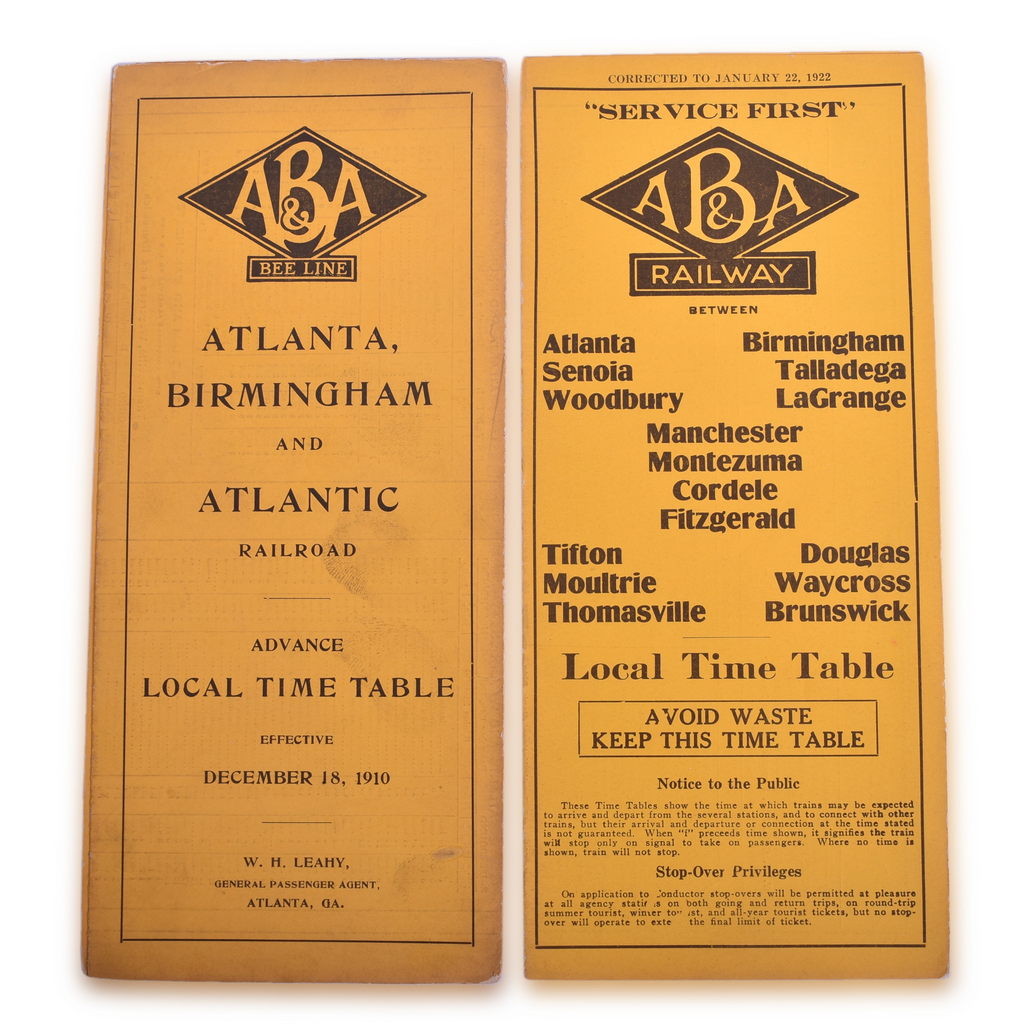 AB&A
BEE LINE
ATLANTA,
BIRMINGHAM
AND
ATLANTIC
RAILROAD
ADVANCE
LOCAL TIME TABLE
EFFECTIVE
DECEMBER 18, 1910
W. H. LEAHY,
GENERAL PASSENGER AGENT,
ATLANTA, GA.
CORRECTED TO JANUARY 22, 1922
"SERVICE FIRST"
AB&A
RAILWAY
BETWEEN
Atlanta Birmingham
Senoia Talladega
Woodbury LaGrange
Manchester
Montezuma
Cordele
Fitzgerald
Tifton Douglas
Moultrie Waycross
Thomasville Brunswick
Local Time Table
AVOID WASTE
KEEP THIS TIME TABLE
Notice to the Public
These Time Tables show the time at which trains may be expected
to arrive and depart from the several stations, and to connect with other
trains, but their arrival and departure or connection at the time stated
is not guaranteed. When "f" preceeds time shown, it signifies the train
will stop only on signal to take on passengers. Where no time is
shown, train will not stop.
Stop-Over Privileges
On application to Conductor stop-overs will be permitted at pleasure
at all agency on both going and return trips, on round-trip
summer tourist, winter and all-year tourist tickets, but no stop-
over will operate to the final limit of ticket.